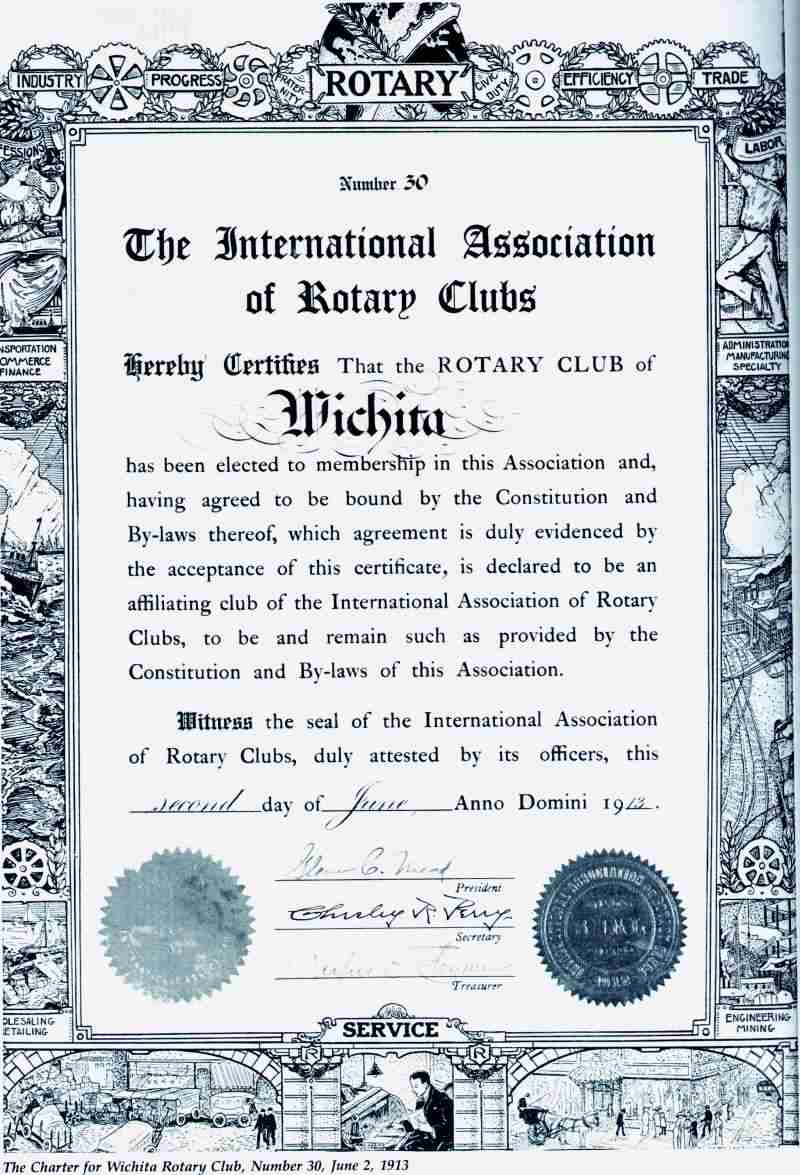 INDUSTRY PROGRESS FRATERNITY ROTARY CIVIC DUTY EFFICIENCY TRADE
ESSIONS
LABOR
Number 30
The International Association
of Rotary Clubs
Hereby Certifies That the ROTARY CLUB of
Wichita
has been elected to membership in this Association and,
having agreed to be bound by the Constitution and
By-laws thereof, which agreement is duly evidenced by
the acceptance of this certificate, is declared to be an
affiliating club of the International Association of Rotary
Clubs, to be and remain such as provided by the
Constitution and By-laws of this Association.
Witness the seal of the International Association
of Rotary Clubs, duly attested by its officers, this
second day of June, Anno Domini 1913.
NSPORTATION
OMMERCE
FINANCE
ADMINISTRATION
MANUFACTURING
SPECIALTY
Glenn C. Mead
President
Chesley R. Perry
Secretary
Treasurer
OLESALING
ETAILING
ENGINEERING
MINING
SERVICE
R R
The Charter for Wichita Rotary Club, Number 30, June 2, 1913